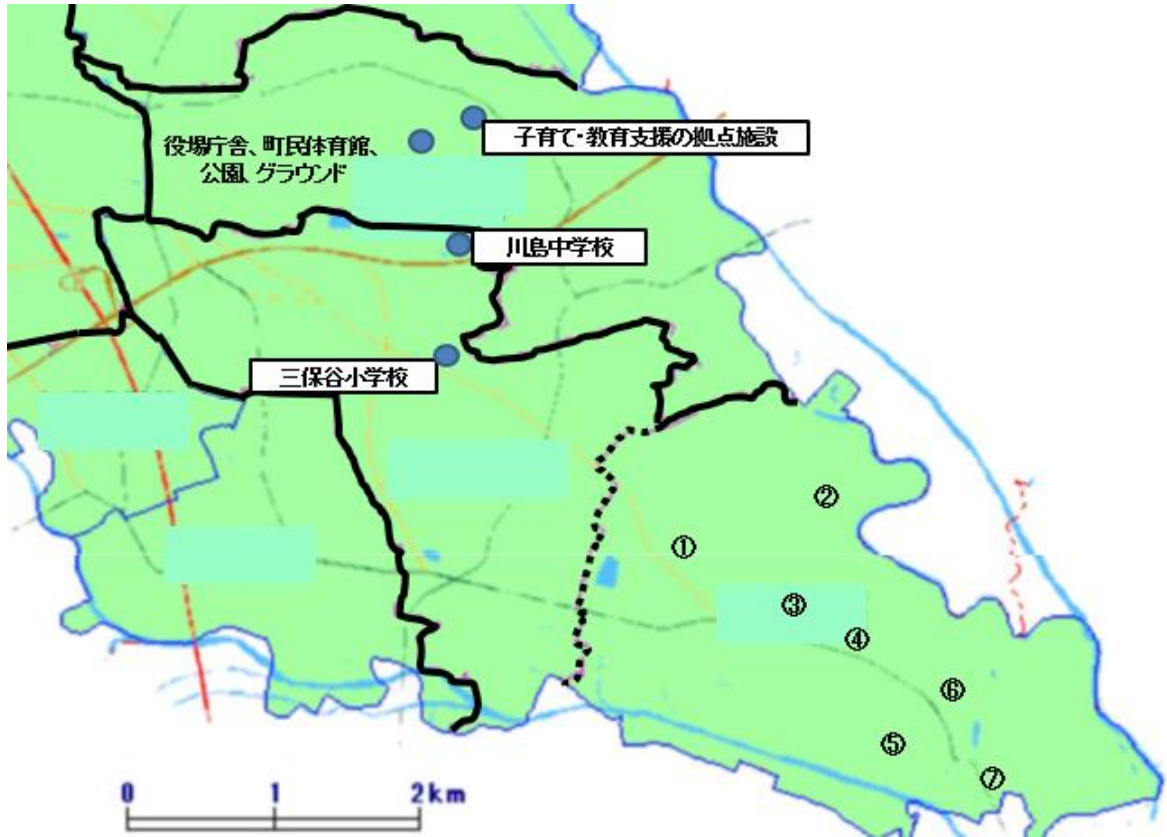 子育て・教育支援の拠点施設
役場庁舎、町民体育館、
公園、グラウンド
川島中学校
三保谷小学校
②
①
③
④
⑥
⑤
⑦
0 1 2km